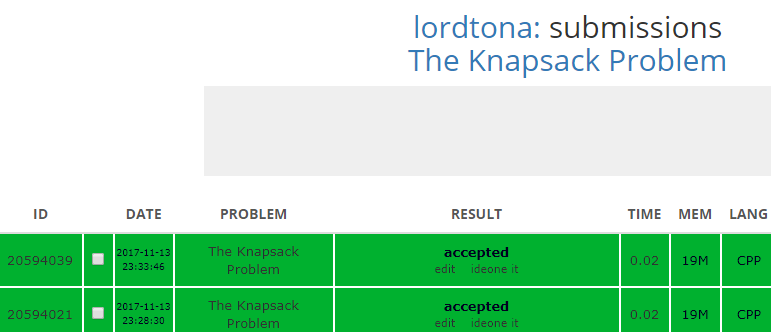 lordtona: submissions
The Knapsack Problem
ID DATE PROBLEM RESULT TIME MEM LANG
20594039 2017-11-13 23:33:46 The Knapsack Problem accepted edit ideone it 0.02 19M CPP
20594021 2017-11-13 23:28:30 The Knapsack Problem accepted edit ideone it 0.02 19M CPP